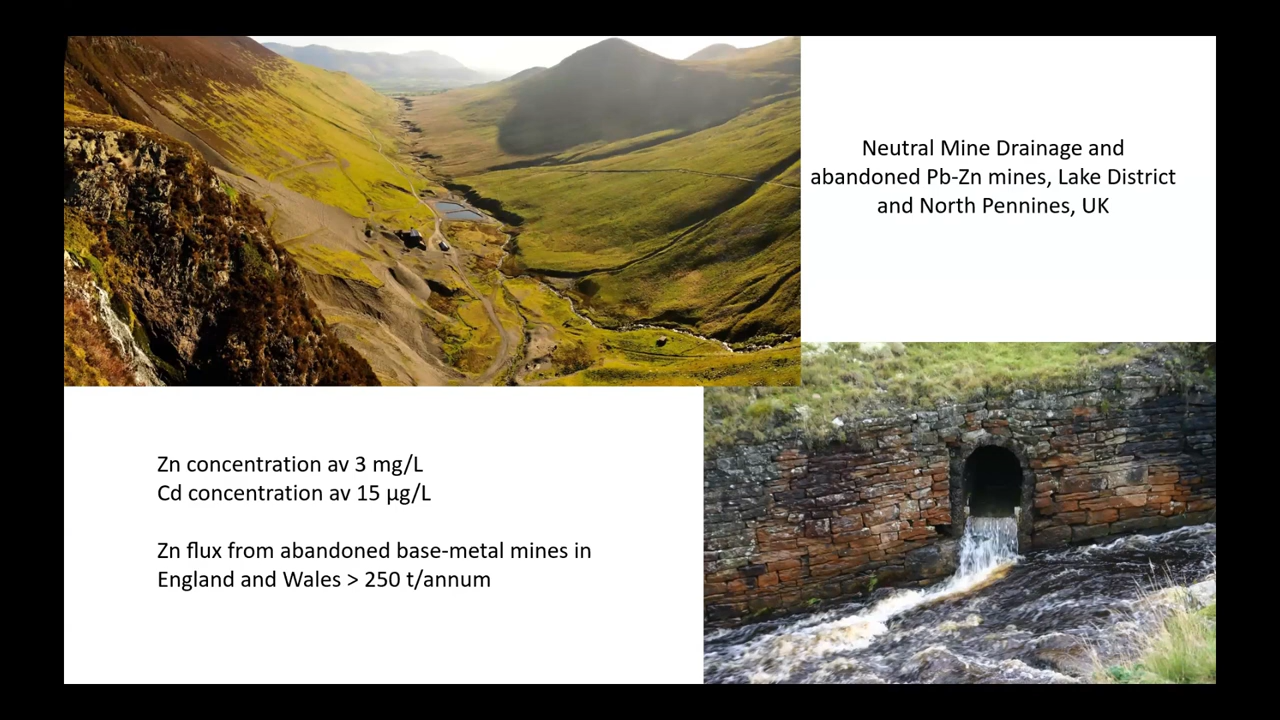 Neutral Mine Drainage and
abandoned Pb-Zn mines, Lake District
and North Pennines, UK
Zn concentration av 3 mg/L
Cd concentration av 15 µg/L
Zn flux from abandoned base-metal mines in
England and Wales > 250 t/annum